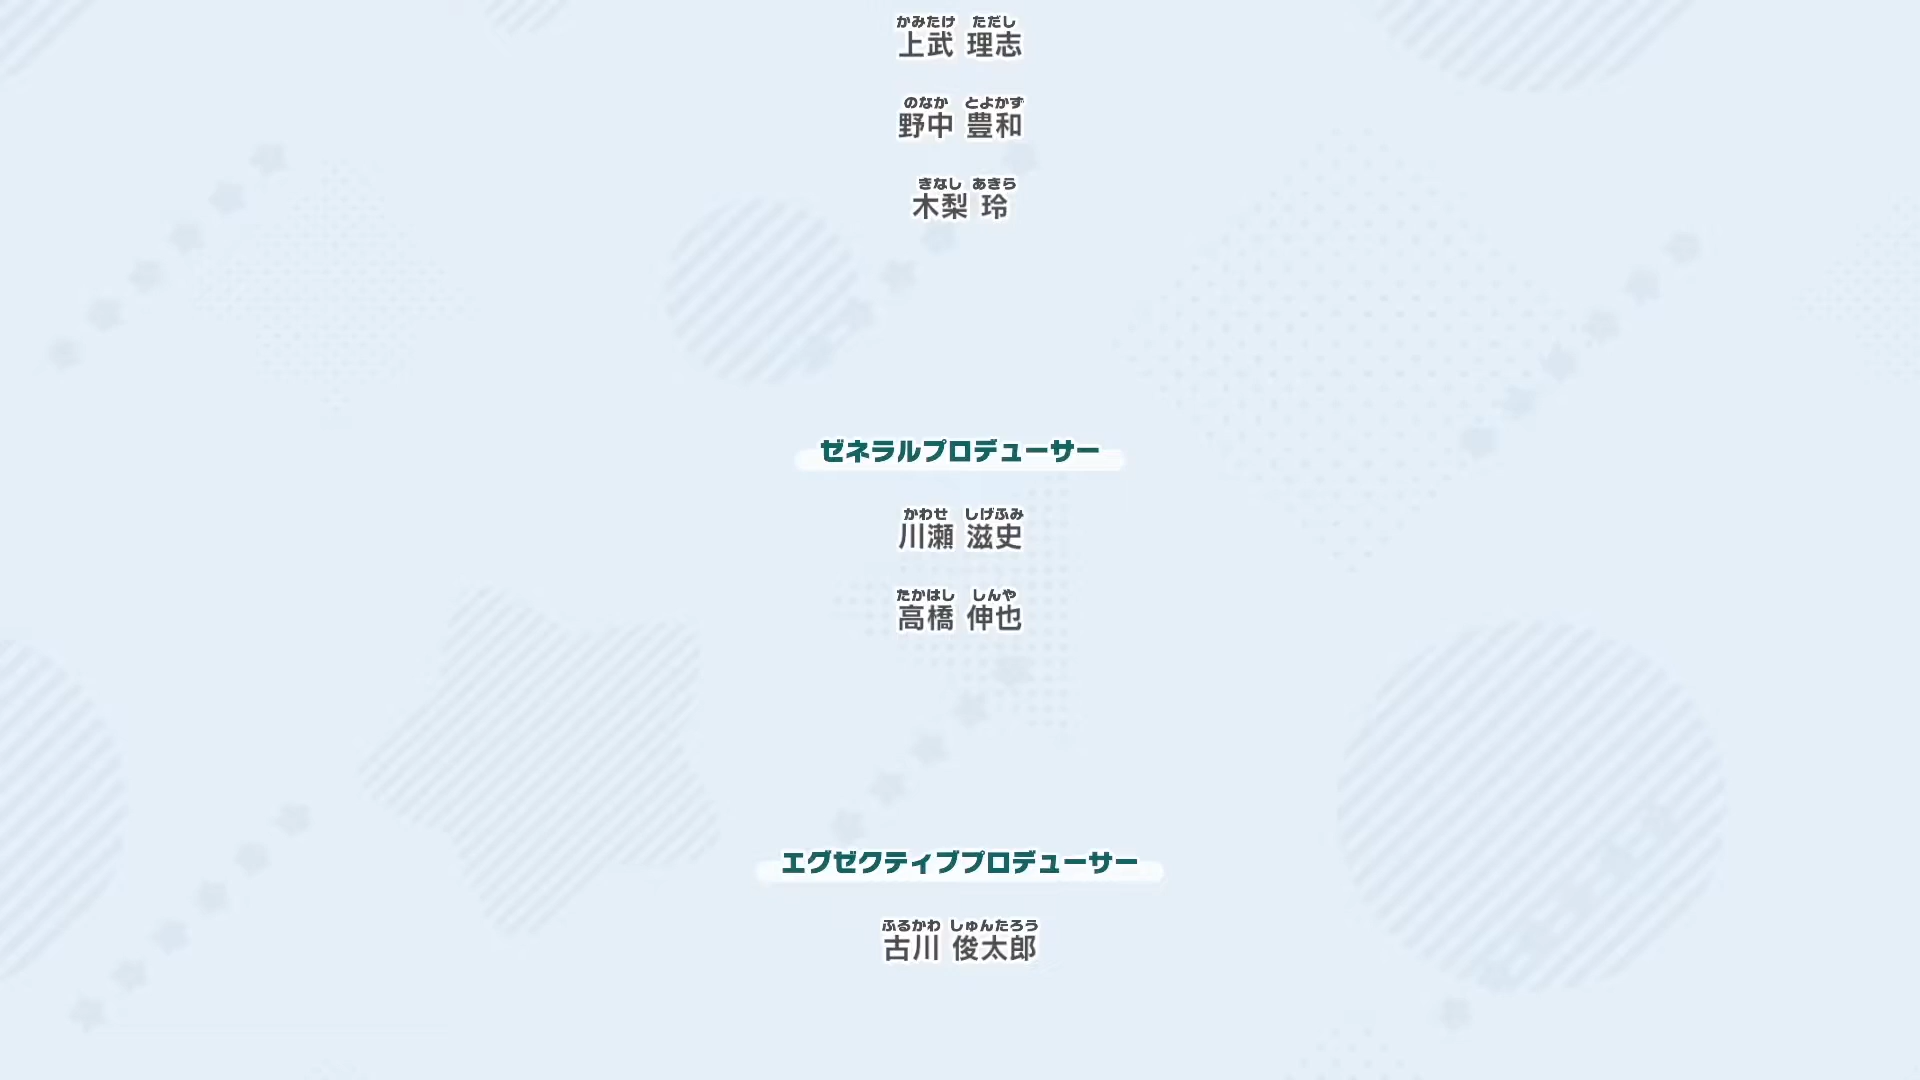 かみたけ ただし
上武 理志
のなか とよかず
野中 豊和
きなし あきら
木梨 玲
ゼネラルプロデューサー
かわせ しげふみ
川瀬 滋史
たかはし しんや
高橋 伸也
エグゼクティブプロデューサー
ふるかわ しゅんたろう
古川 俊太郎